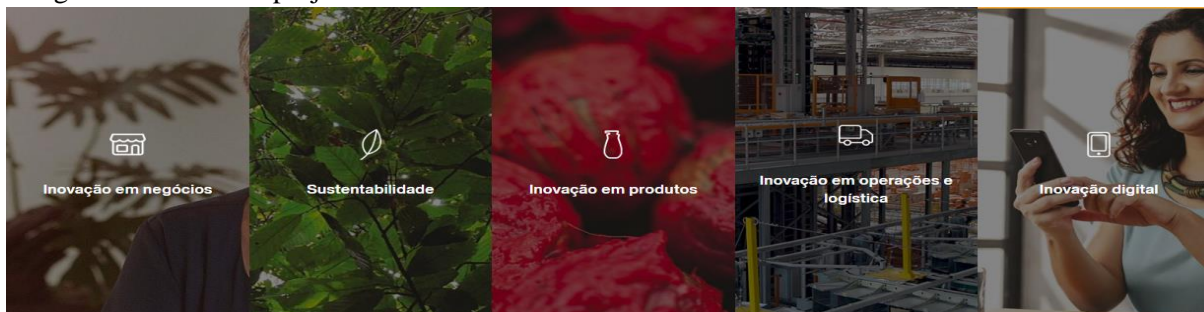 Inovação em negócios
Sustentabilidade
Inovação em produtos
Inovação em operações e
logística
Inovação digital